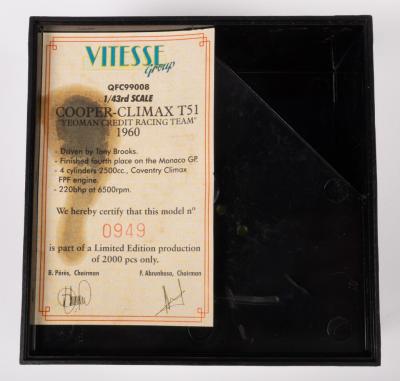 VITESSE
Group
QFC99008
1/43rd SCALE
COOPER-CLIMAX T51
"YEOMAN CREDIT RACING TEAM"
1960
- Driven by Tony Brooks.
- Finished fourth place on the Monaco GP.
- 4 cylinders 2500cc., Coventry Climax
FPF engine.
- 220bhp at 6500rpm.
We hereby certify that this model nº
0949
is part of a Limited Edition production
of 2000 pcs only.
B. Pérès, Chairman F. Abrunhosa, Chairman